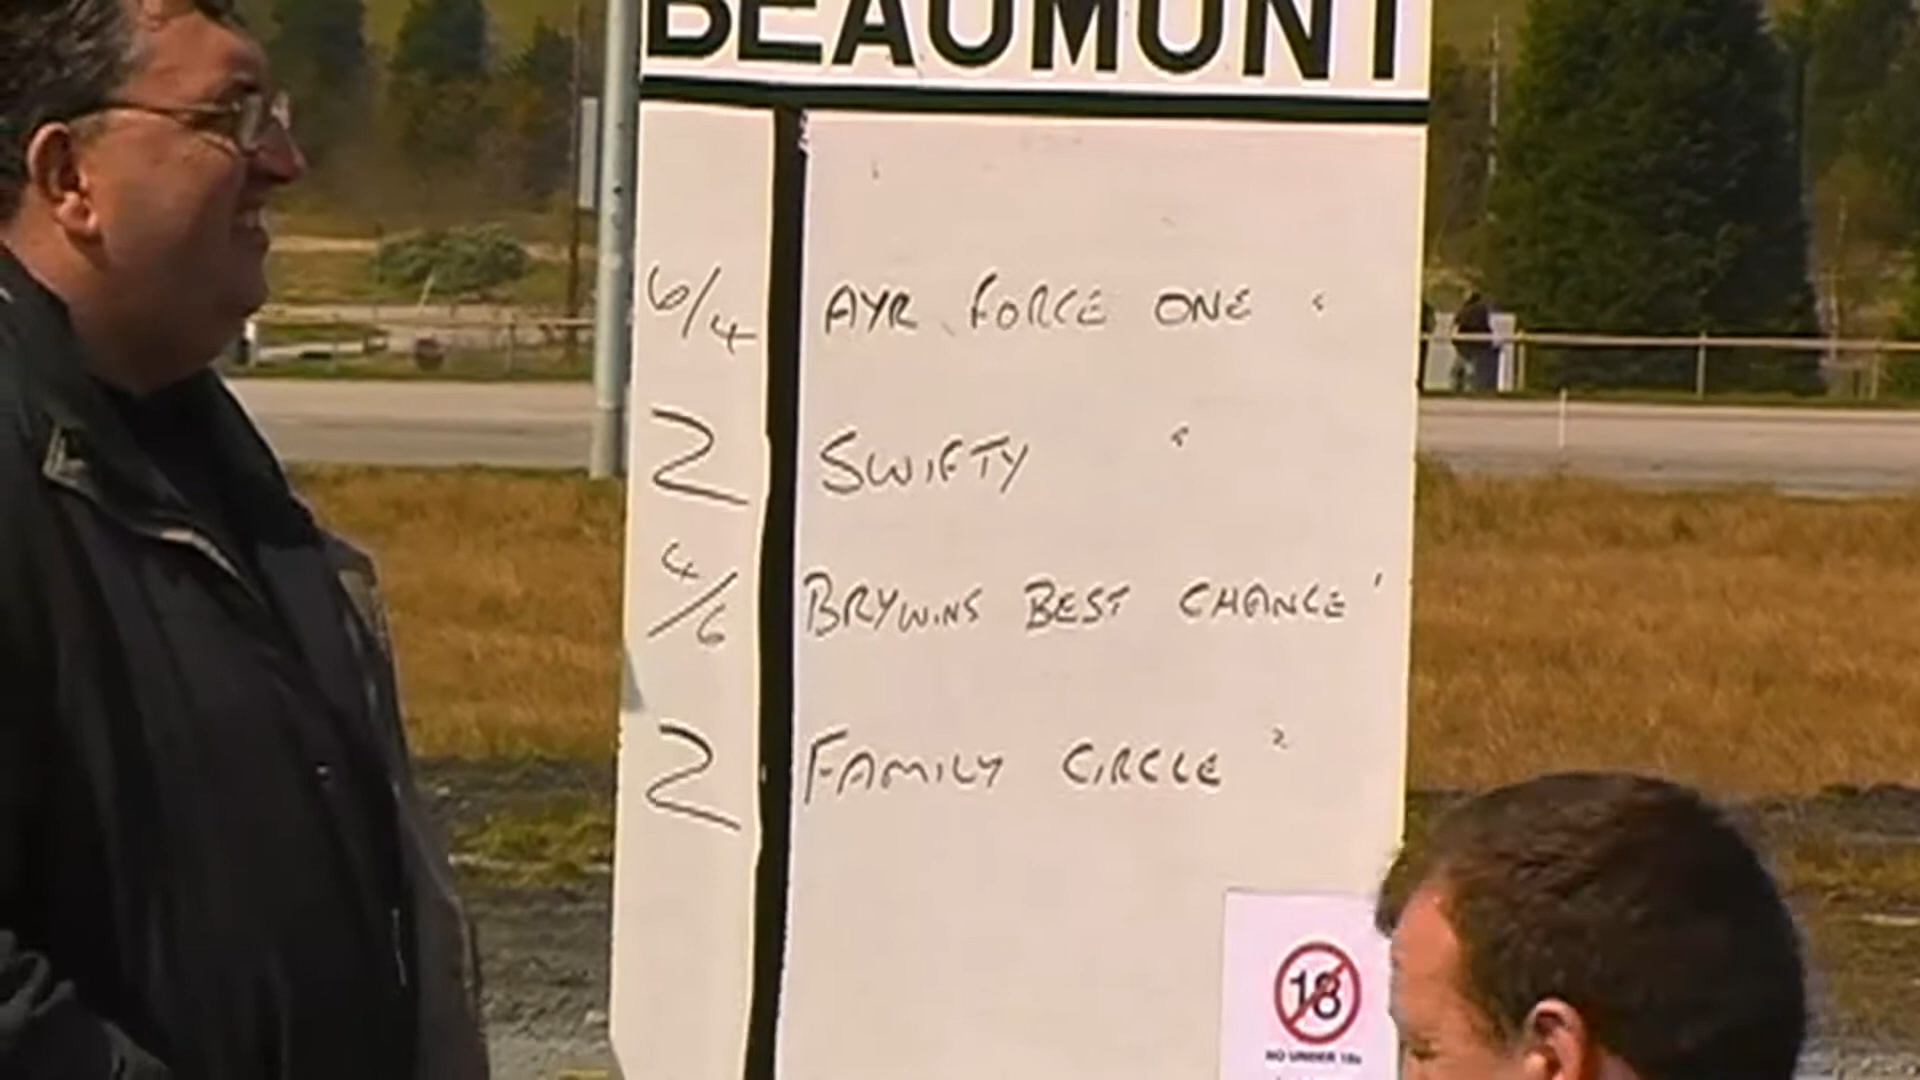 BEAUMONT
6/4 AYR FORCE ONE
2 SWIFTY
4/6 BRYWINS BEST CHANCE
2 FAMILY CIRCLE
18
NO UNDER 18s